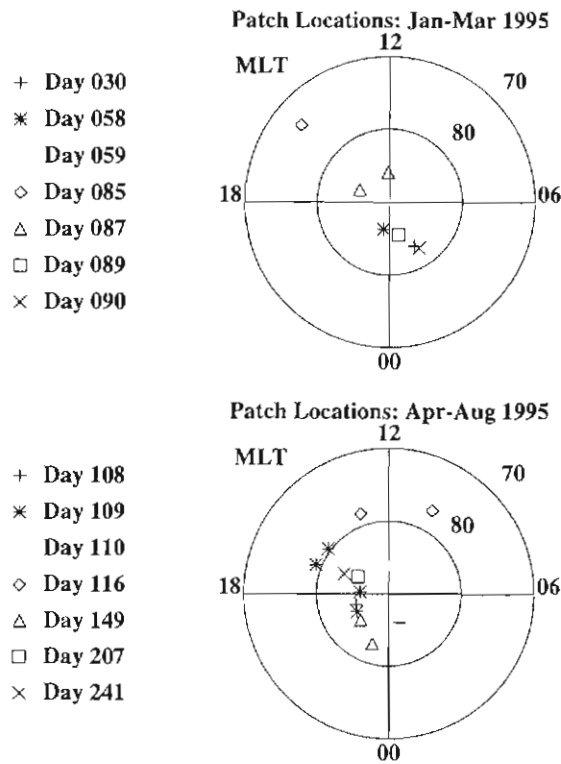 Patch Locations: Jan-Mar 1995
12
MLT
70
80
18
06
00
+ Day 030
✳ Day 058
Day 059
◇ Day 085
△ Day 087
□ Day 089
× Day 090
Patch Locations: Apr-Aug 1995
12
MLT
70
80
18
06
00
+ Day 108
✳ Day 109
Day 110
◇ Day 116
△ Day 149
□ Day 207
× Day 241